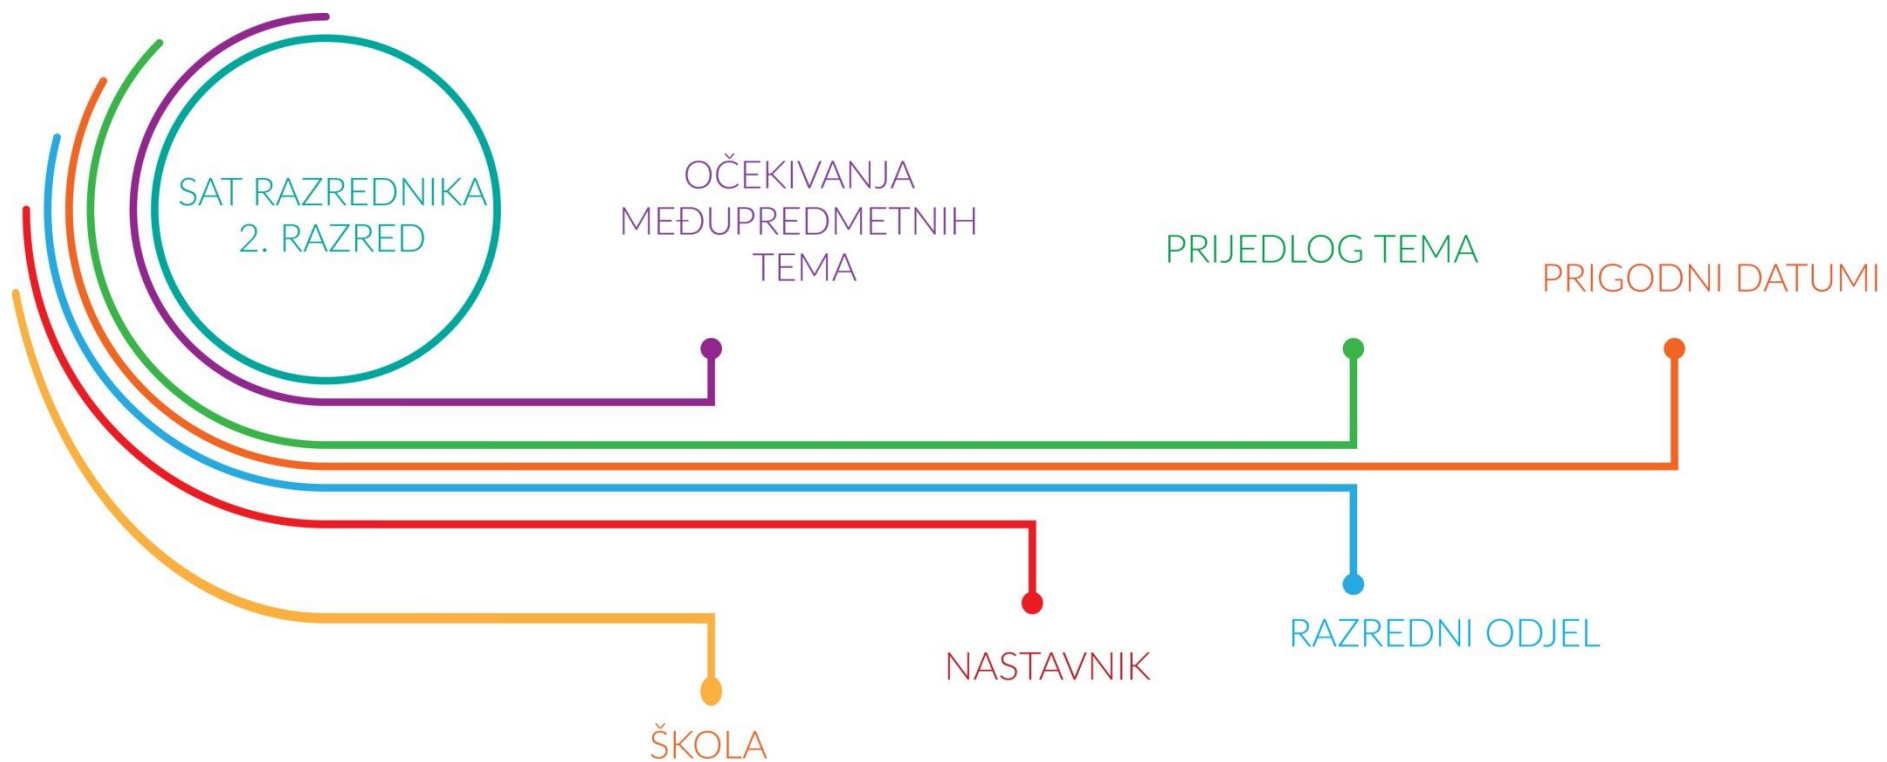 SAT RAZREDNIKA
2. RAZRED
OČEKIVANJA
MEĐUPREDMETNIH
TEMA
PRIJEDLOG TEMA
PRIGODNI DATUMI
RAZREDNI ODJEL
NASTAVNIK
ŠKOLA